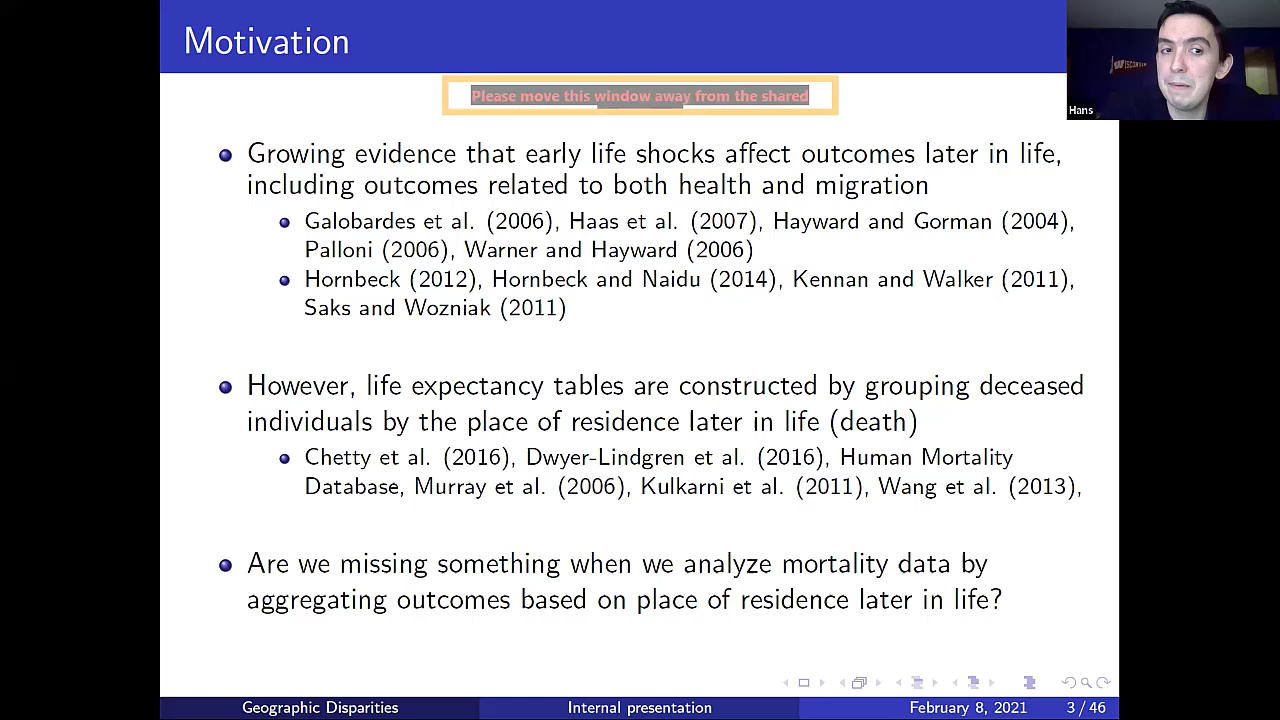 Motivation
Please move this window away from the shared
WISCONSIN
Hans
Growing evidence that early life shocks affect outcomes later in life,
including outcomes related to both health and migration
Galobardes et al. (2006), Haas et al. (2007), Hayward and Gorman (2004),
Palloni (2006), Warner and Hayward (2006)
Hornbeck (2012), Hornbeck and Naidu (2014), Kennan and Walker (2011),
Saks and Wozniak (2011)
However, life expectancy tables are constructed by grouping deceased
individuals by the place of residence later in life (death)
Chetty et al. (2016), Dwyer-Lindgren et al. (2016), Human Mortality
Database, Murray et al. (2006), Kulkarni et al. (2011), Wang et al. (2013),
Are we missing something when we analyze mortality data by
aggregating outcomes based on place of residence later in life?
Geographic Disparities
Internal presentation
February 8, 2021
3 / 46